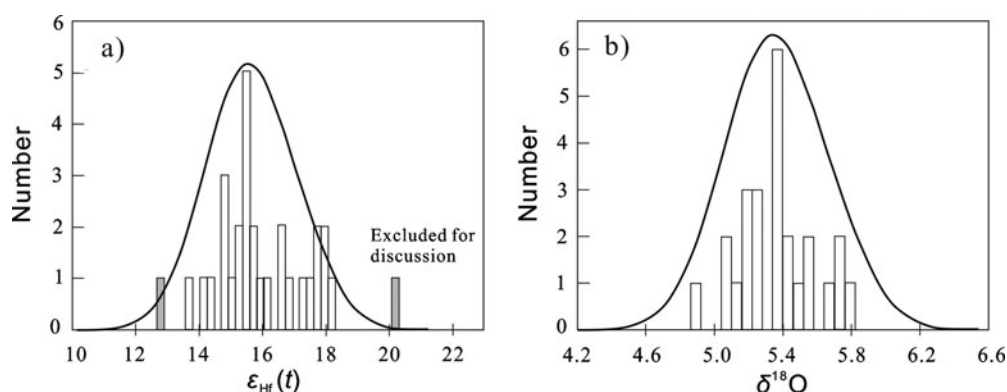 a)
Number
6
5
4
3
2
1
0
Excluded for
discussion
10 12 14 16 18 20 22
εHf (t)
b)
Number
6
4
3
2
1
0
4.2 4.6 5.0 5.4 5.8 6.2 6.6
δ¹⁸O